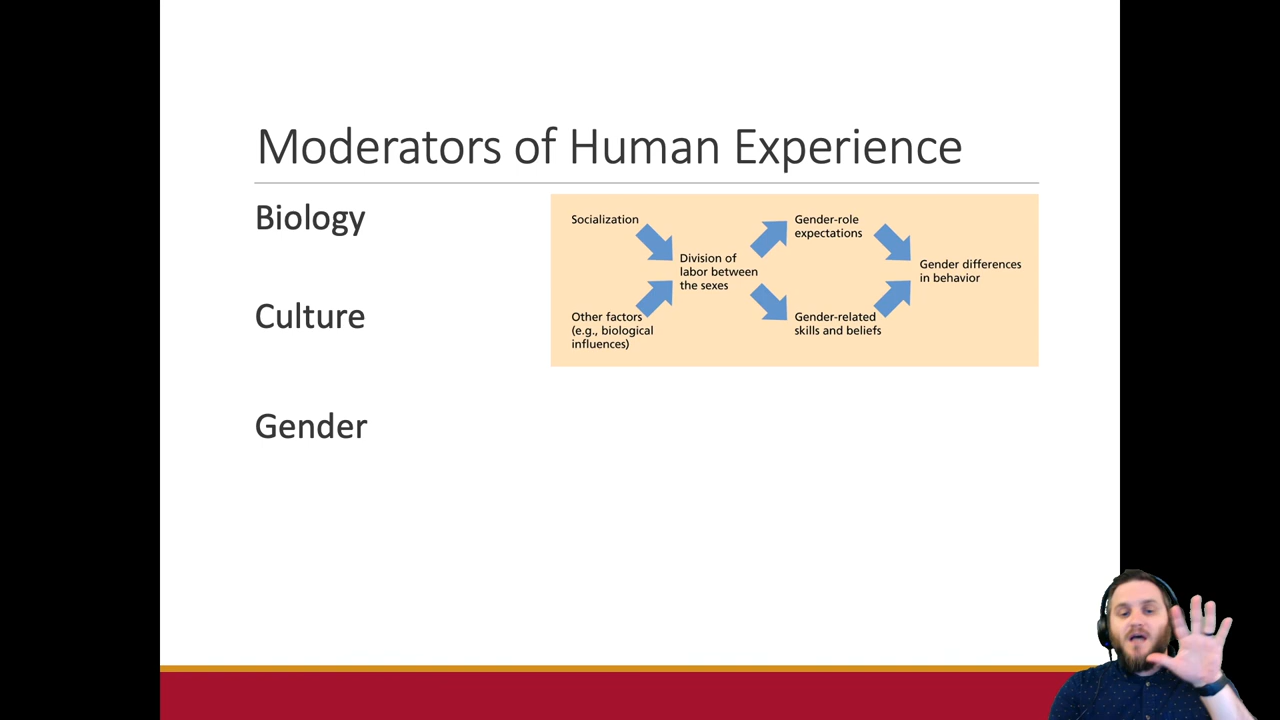 Moderators of Human Experience
Biology
Culture
Gender
Socialization
Other factors
(e.g., biological
influences)
Division of
labor between
the sexes
Gender-role
expectations
Gender-related
skills and beliefs
Gender differences
in behavior